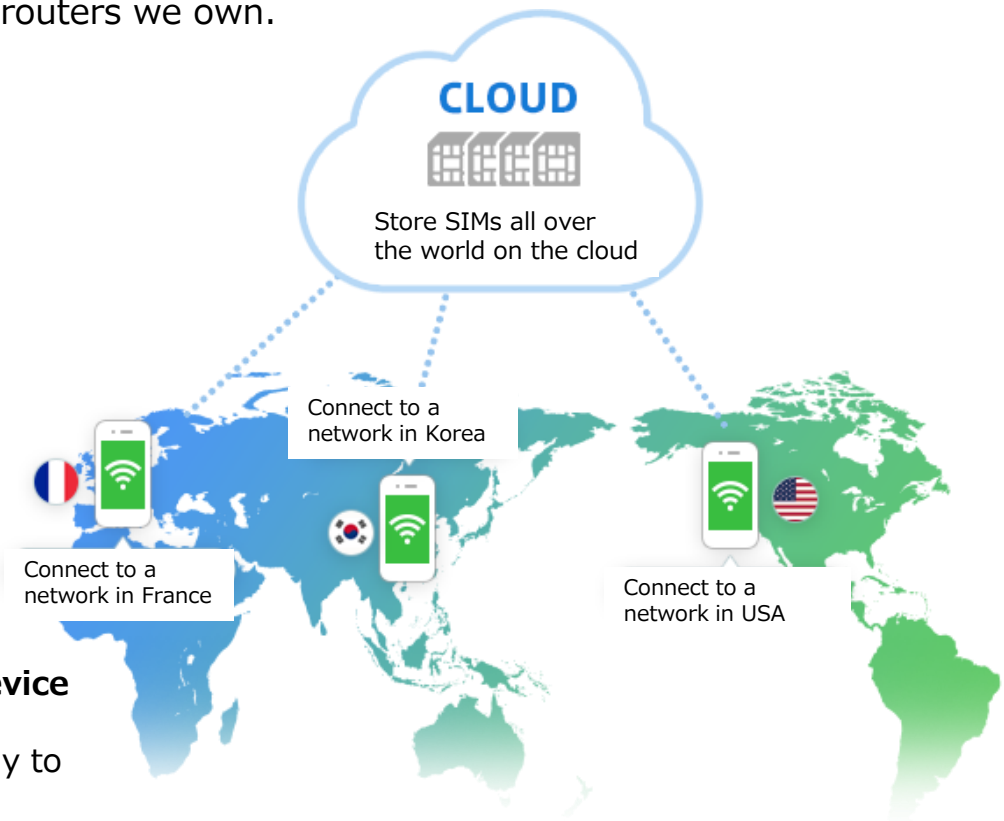 routers we own.
CLOUD
Store SIMs all over
the world on the cloud
Connect to a
network in Korea
Connect to a
network in France
Connect to a
network in USA
evice
y to